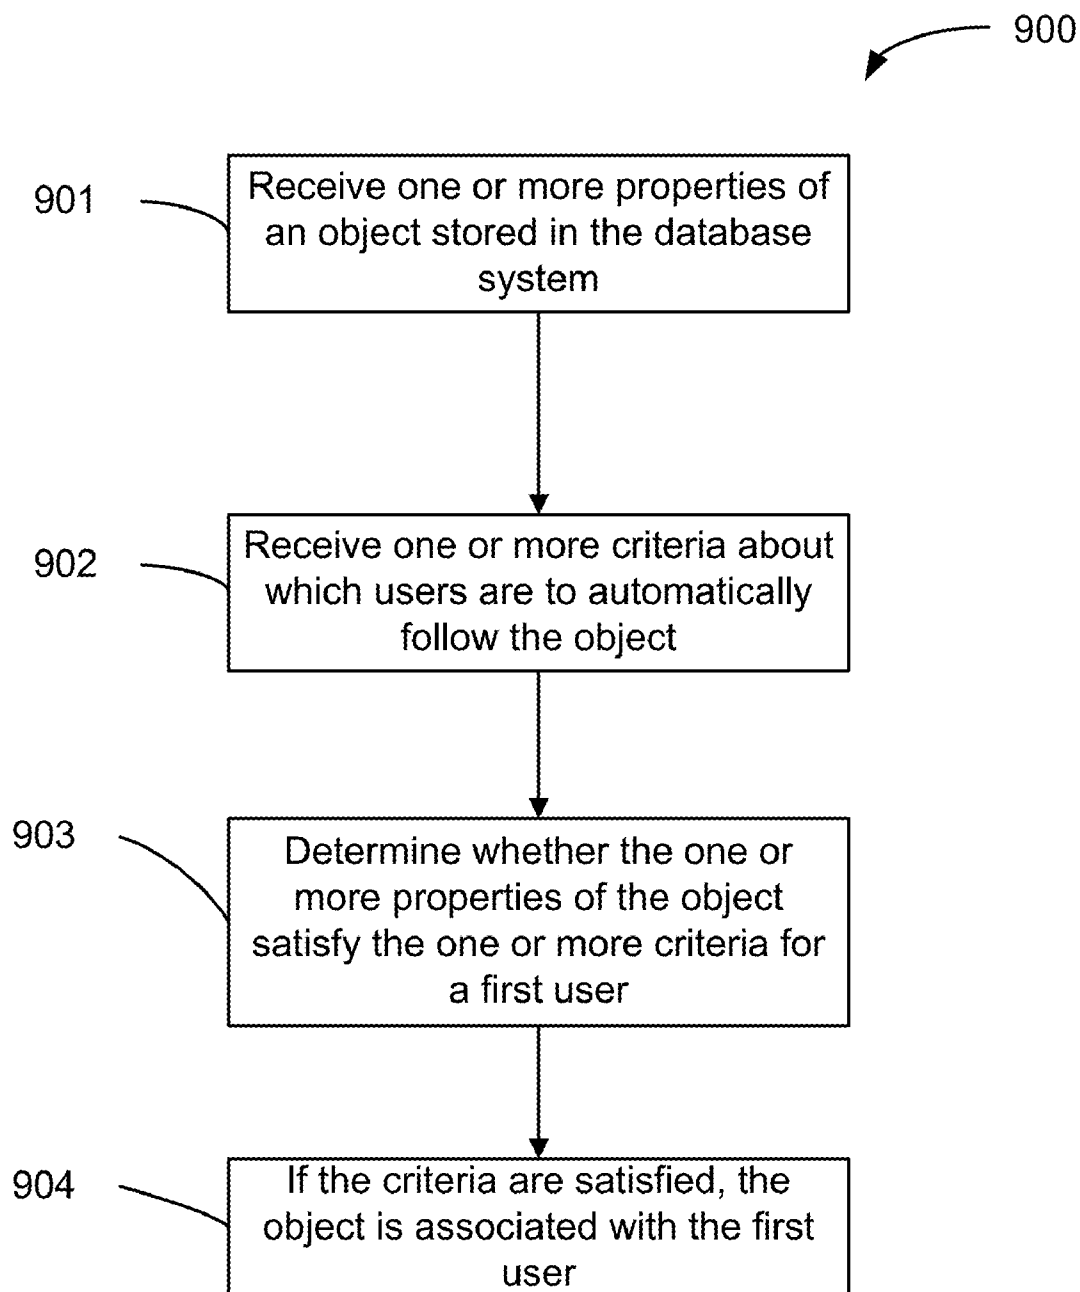 900
901
Receive one or more properties of
an object stored in the database
system
902
Receive one or more criteria about
which users are to automatically
follow the object
903
Determine whether the one or
more properties of the object
satisfy the one or more criteria for
a first user
904
If the criteria are satisfied, the
object is associated with the first
user